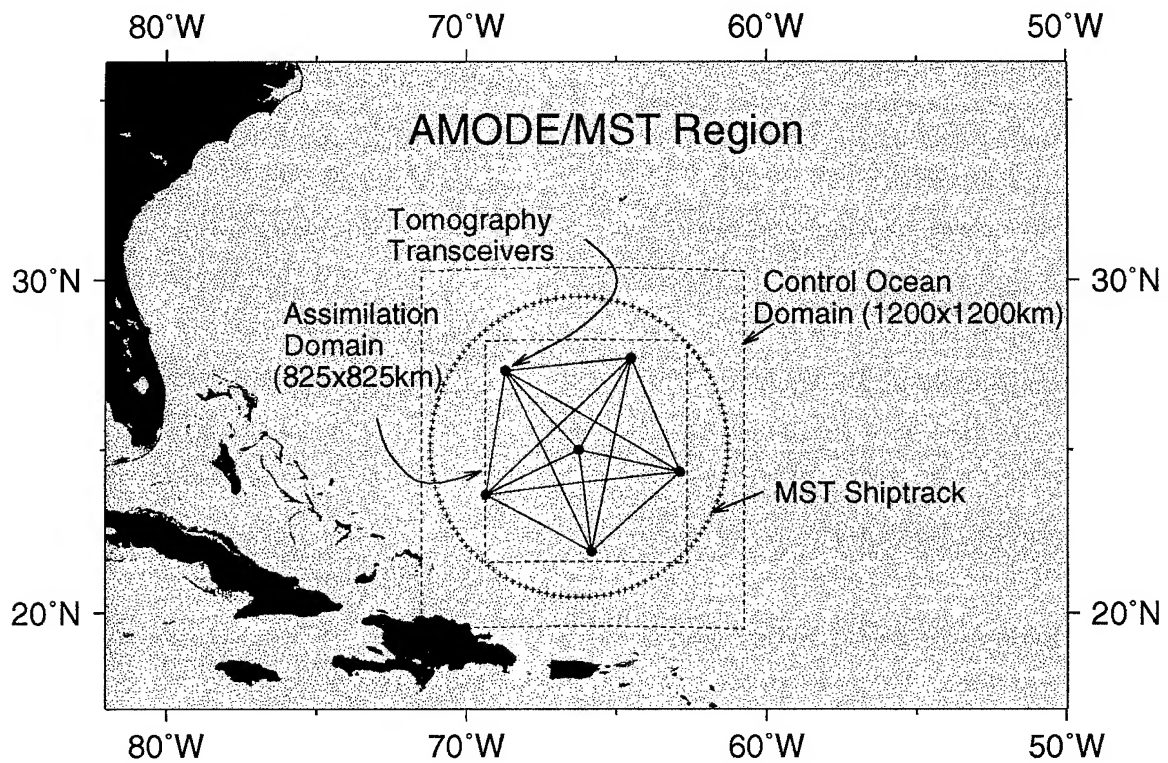 80˚W 70˚W 60˚W 50˚W
AMODE/MST Region
Tomography
Transceivers
30˚N
30˚N
Control Ocean
Domain (1200x1200km)
Assimilation
Domain
(825x825km)
MST Shiptrack
20˚N
20˚N
80˚W 70˚W 60˚W 50˚W